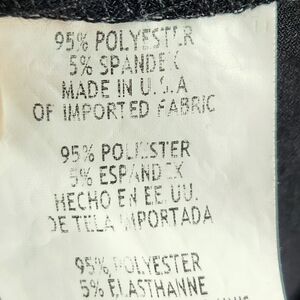 95% POLYESTER
5% SPANDEX
MADE IN U.S.A
OF IMPORTED FABRIC
95% POLIESTER
5% ESPANDEX
HECHO EN EE UU.
DE TELA IMPORTADA
95% POLYESTER
5% ELASTHANNE